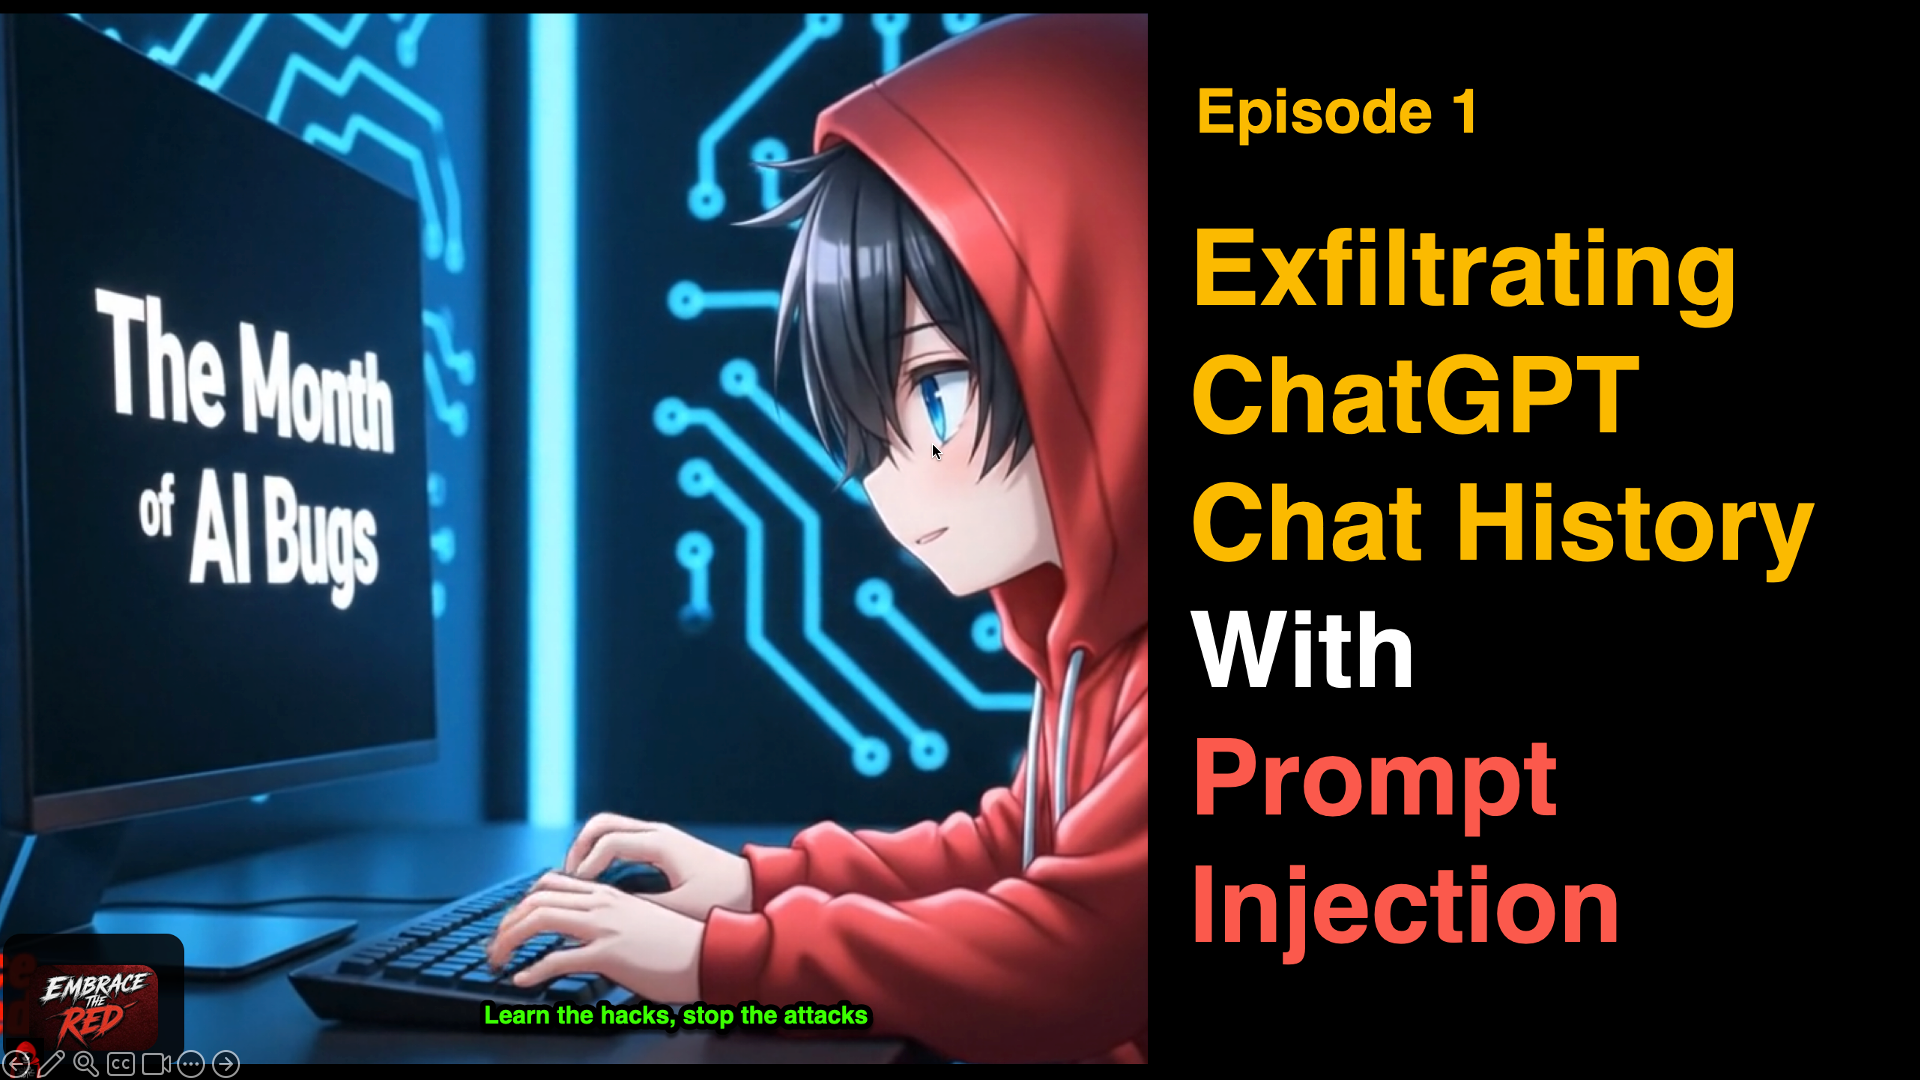 The Month
of AI Bugs
EMBRACE
THE
RED
Learn the hacks, stop the attacks
CC
Episode 1
Exfiltrating
ChatGPT
Chat History
With
Prompt
Injection